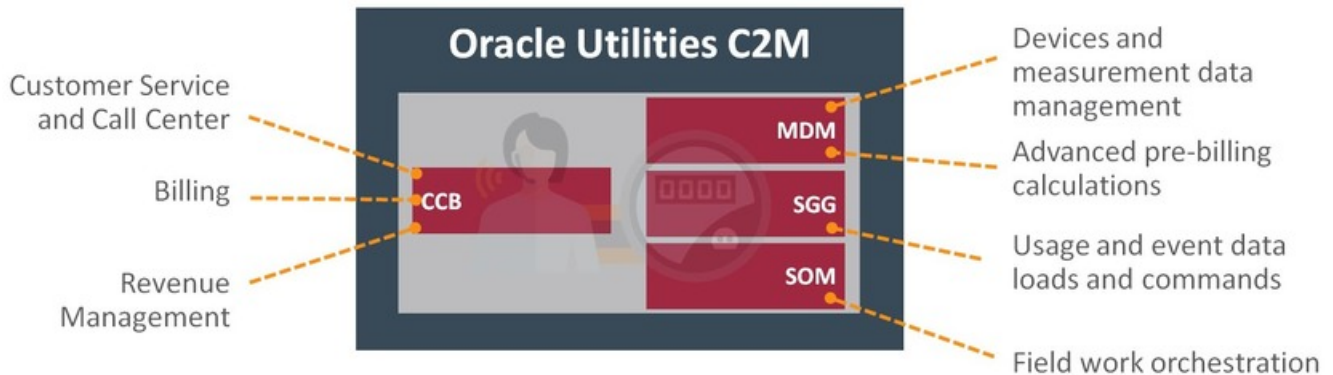 Oracle Utilities C2M
Customer Service
and Call Center
Billing
Revenue
Management
CCB
MDM
SGG
SOM
Devices and
measurement data
management
Advanced pre-billing
calculations
Usage and event data
loads and commands
Field work orchestration
0000